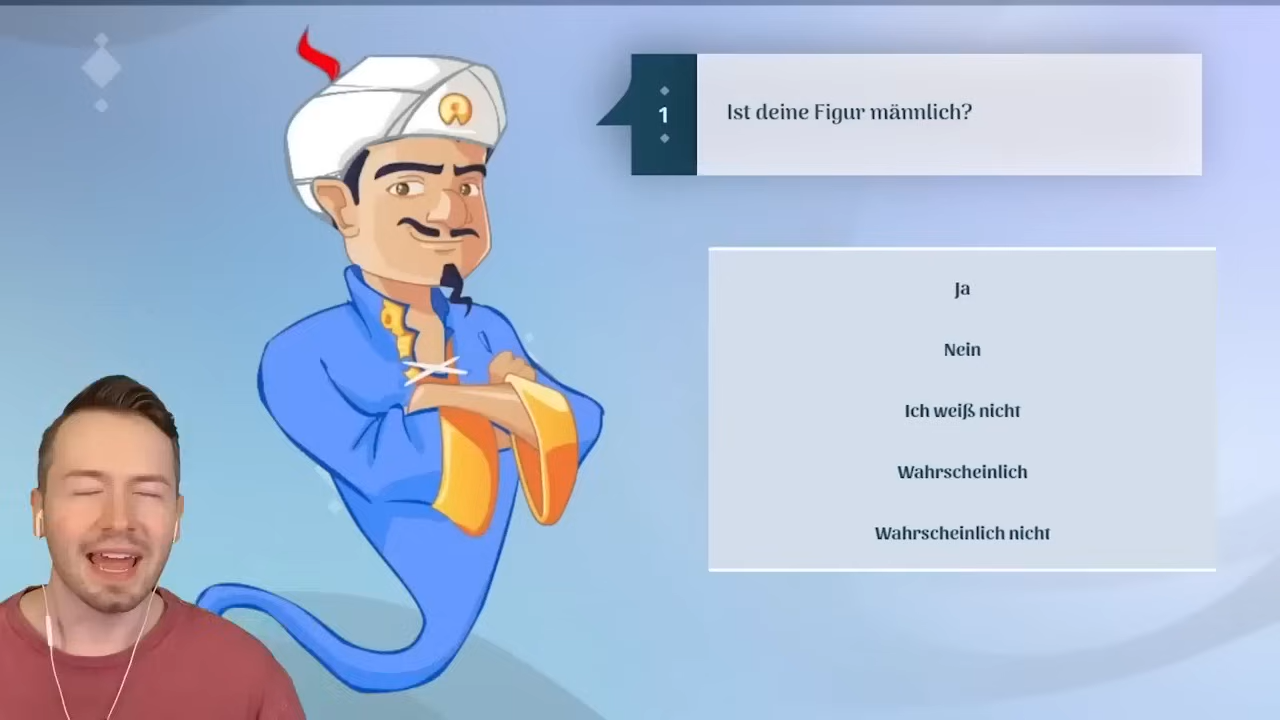 1
Ist deine Figur männlich?
Ja
Nein
Ich weiß nicht
Wahrscheinlich
Wahrscheinlich nicht